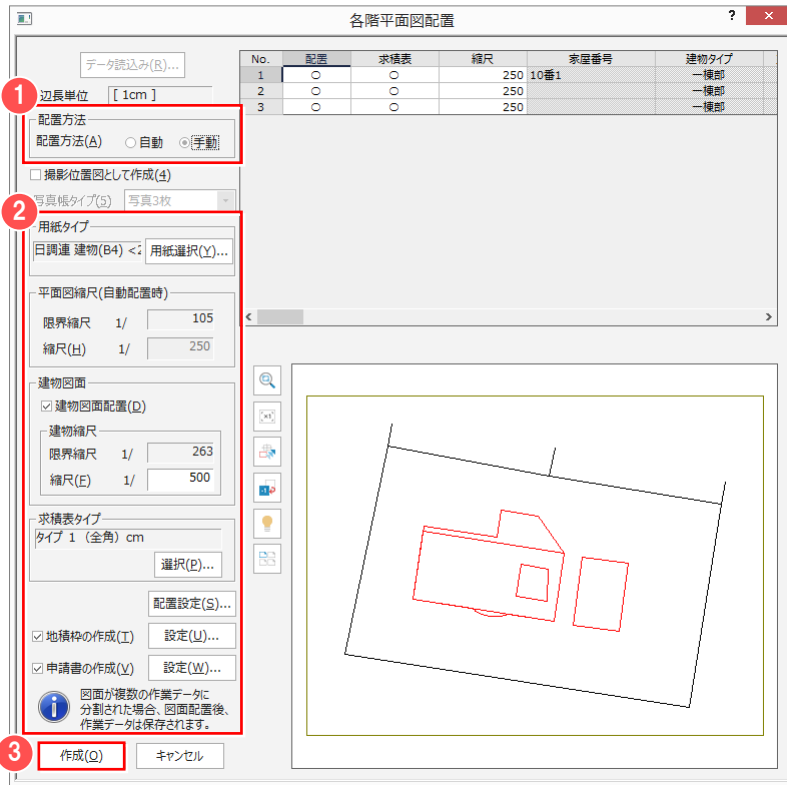 各階平面図配置
?
×
データ読込み(R)...
辺長単位 [ 1cm ]
1
配置方法
配置方法(A) 自動 手動
撮影位置図として作成(4)
写真帳タイプ(5) 写真3枚
2
用紙タイプ
日調連 建物(B4) <2 用紙選択(Y)...
平面図縮尺(自動配置時)
限界縮尺 1/ 105
縮尺(H) 1/ 250
建物図面
建物図面配置(D)
建物縮尺
限界縮尺 1/ 263
縮尺(F) 1/ 500
求積表タイプ
タイプ 1 (全角) cm
選択(P)...
配置設定(S)...
地積枠の作成(T) 設定(U)...
申請書の作成(V) 設定(W)...
図面が複数の作業データに
分割された場合、図面配置後、
作業データは保存されます。
3
作成(O) キャンセル
No. 配置 求積表 縮尺 家屋番号 建物タイプ
1 ○ ○ 250 10番1 一棟部
2 ○ ○ 250 一棟部
3 ○ ○ 250 一棟部